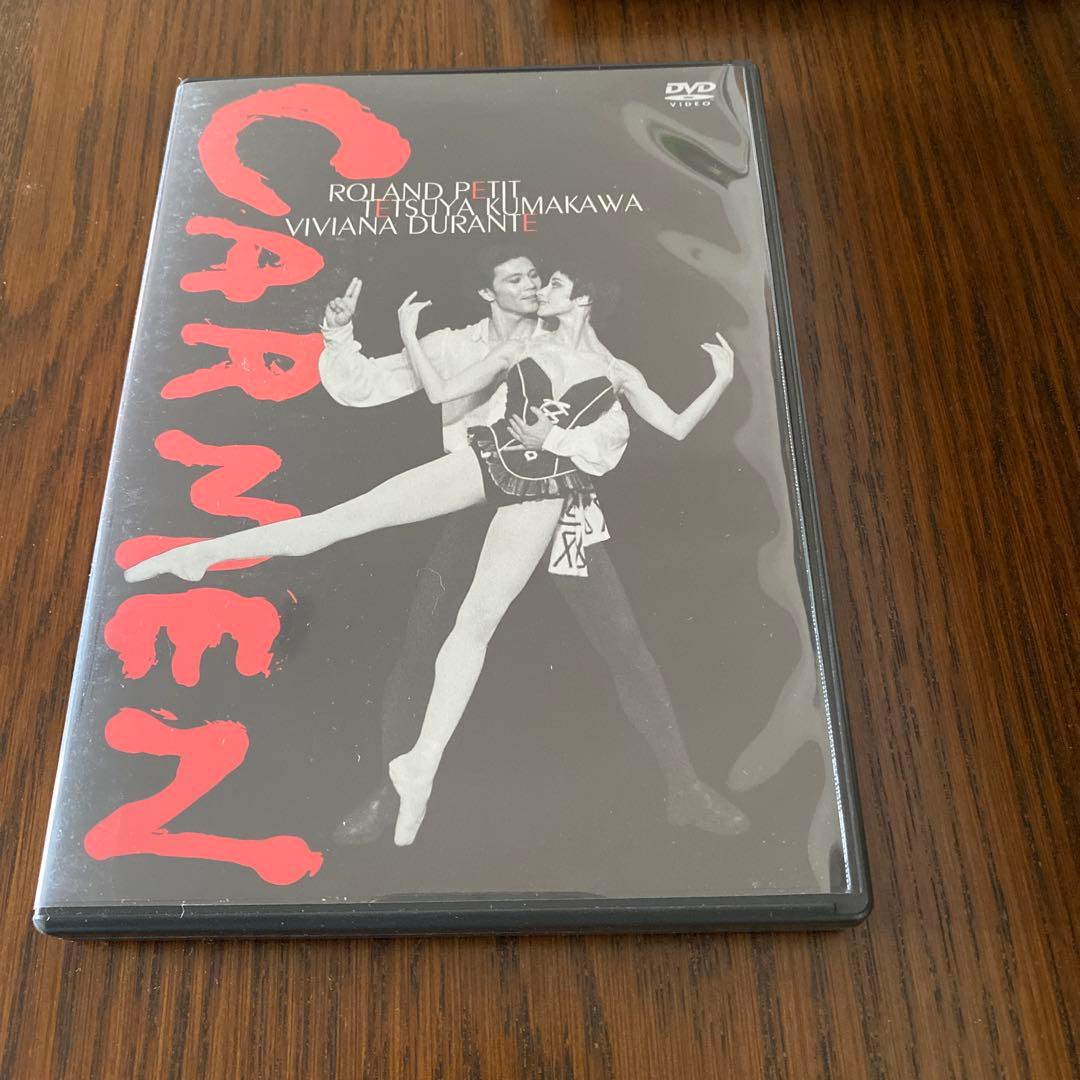 DVD
VIDEO
CARMEN
ROLAND PETIT
TETSUYA KUMAKAWA
VIVIANA DURANTE